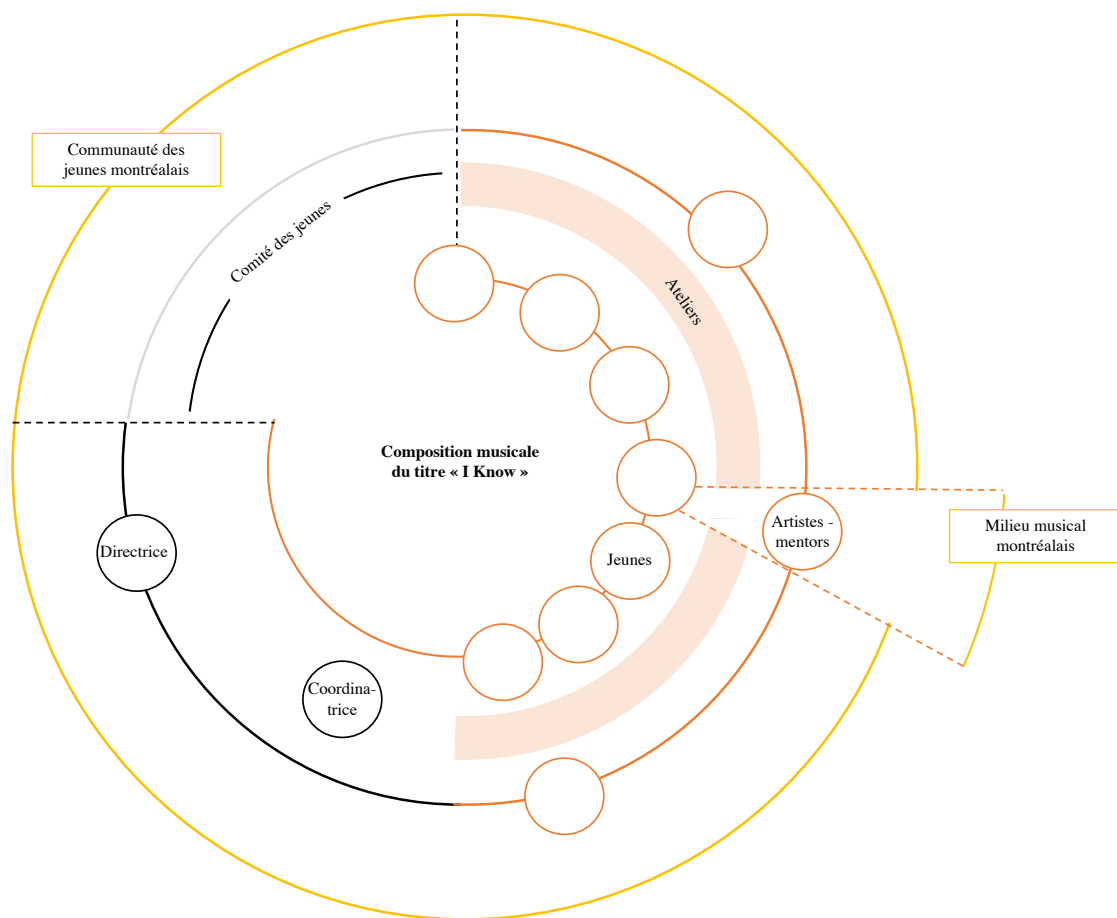 Communauté des
jeunes montréalais
Comité des jeunes
Ateliers
Composition musicale
du titre « I Know »
Artistes -
mentors
Milieu musical
montréalais
Directrice
Jeunes
Coordina-
trice